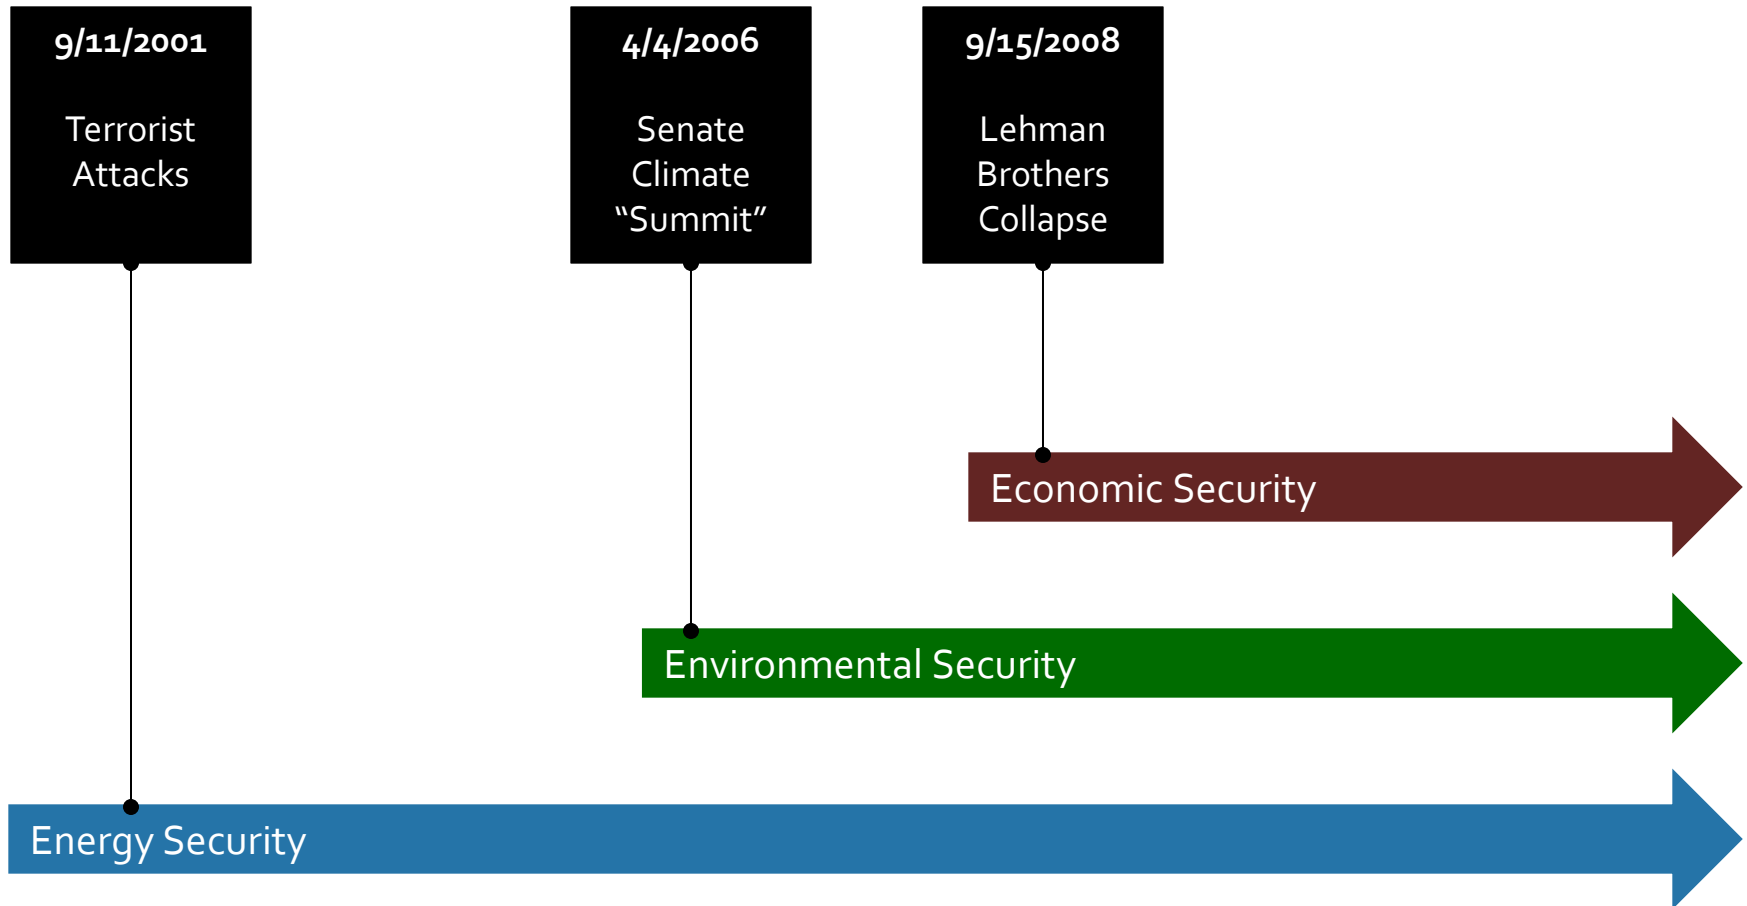 9/11/2001
Terrorist
Attacks
4/4/2006
Senate
Climate
“Summit”
9/15/2008
Lehman
Brothers
Collapse
Economic Security
Environmental Security
Energy Security